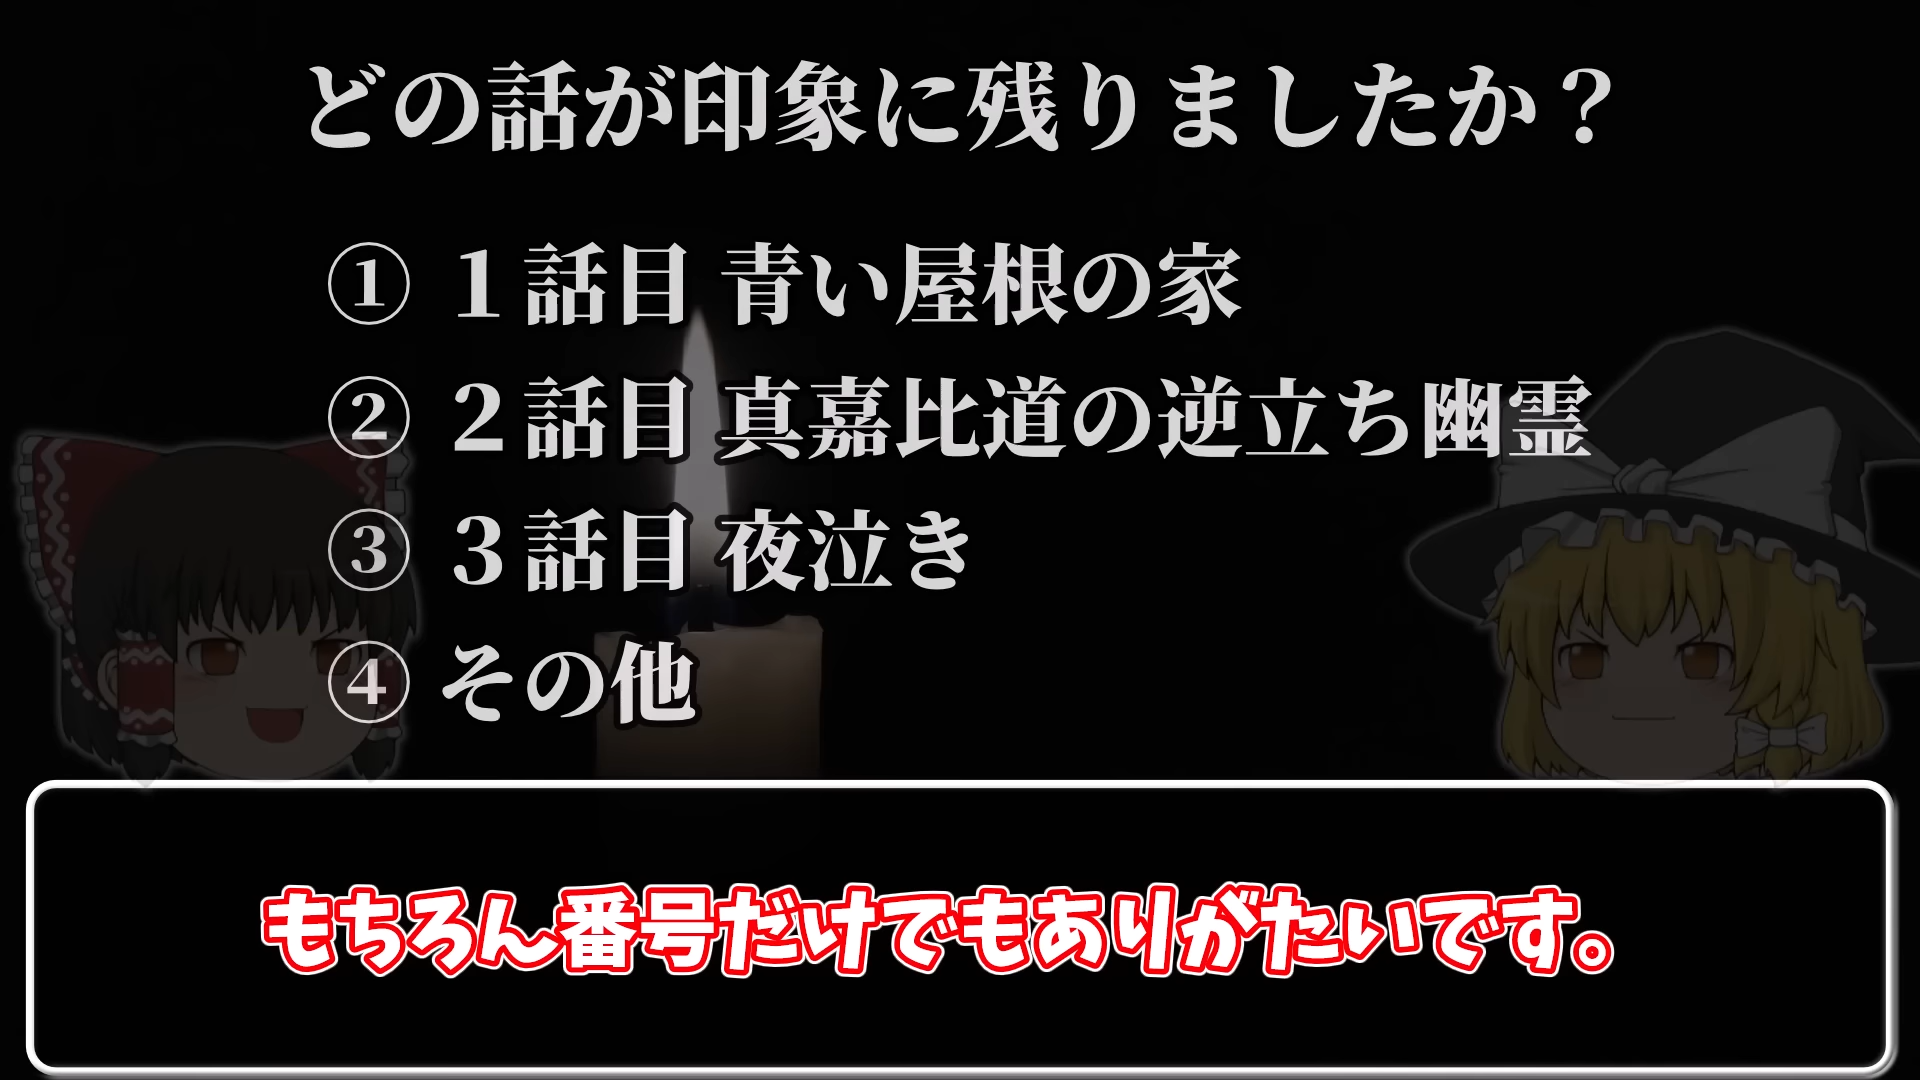 どの話が印象に残りましたか？
① １話目 青い屋根の家
② ２話目 真嘉比道の逆立ち幽霊
③ ３話目 夜泣き
④ その他
もちろん番号だけでもありがたいです。